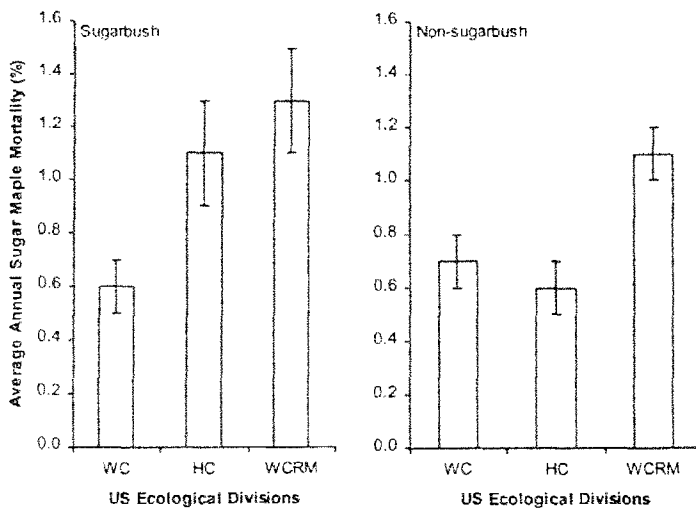 Sugarbush
Average Annual Sugar Maple Mortality (%)
1.6
1.4
1.2
1.0
0.8
0.6
0.4
0.2
0.0
WC HC WCRM
US Ecological Divisions
Non-sugarbush
1.6
1.4
1.2
1.0
0.8
0.6
0.4
0.2
0.0
WC HC WCRM
US Ecological Divisions